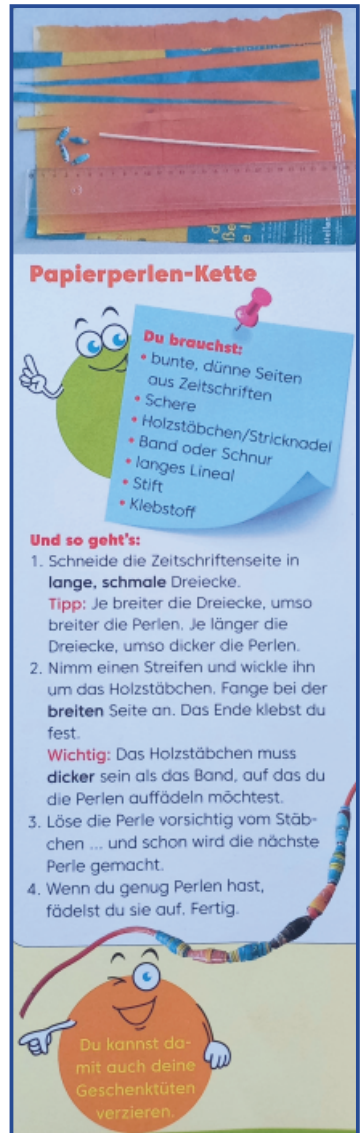 Papierperlen-Kette
Du brauchst:
• bunte, dünne Seiten
aus Zeitschriften
• Schere
• Holzstäbchen/Stricknadel
• Band oder Schnur
• langes Lineal
• Stift
• Klebstoff
Und so geht's:
1. Schneide die Zeitschriftenseite in
lange, schmale Dreiecke.
Tipp: Je breiter die Dreiecke, umso
breiter die Perlen. Je länger die
Dreiecke, umso dicker die Perlen.
2. Nimm einen Streifen und wickle ihn
um das Holzstäbchen. Fange bei der
breiten Seite an. Das Ende klebst du
fest.
Wichtig: Das Holzstäbchen muss
dicker sein als das Band, auf das du
die Perlen auffädeln möchtest.
3. Löse die Perle vorsichtig vom Stäb-
chen ... und schon wird die nächste
Perle gemacht.
4. Wenn du genug Perlen hast,
fädelst du sie auf. Fertig.
Du kannst da-
mit auch deine
Geschenktüten
verzieren.